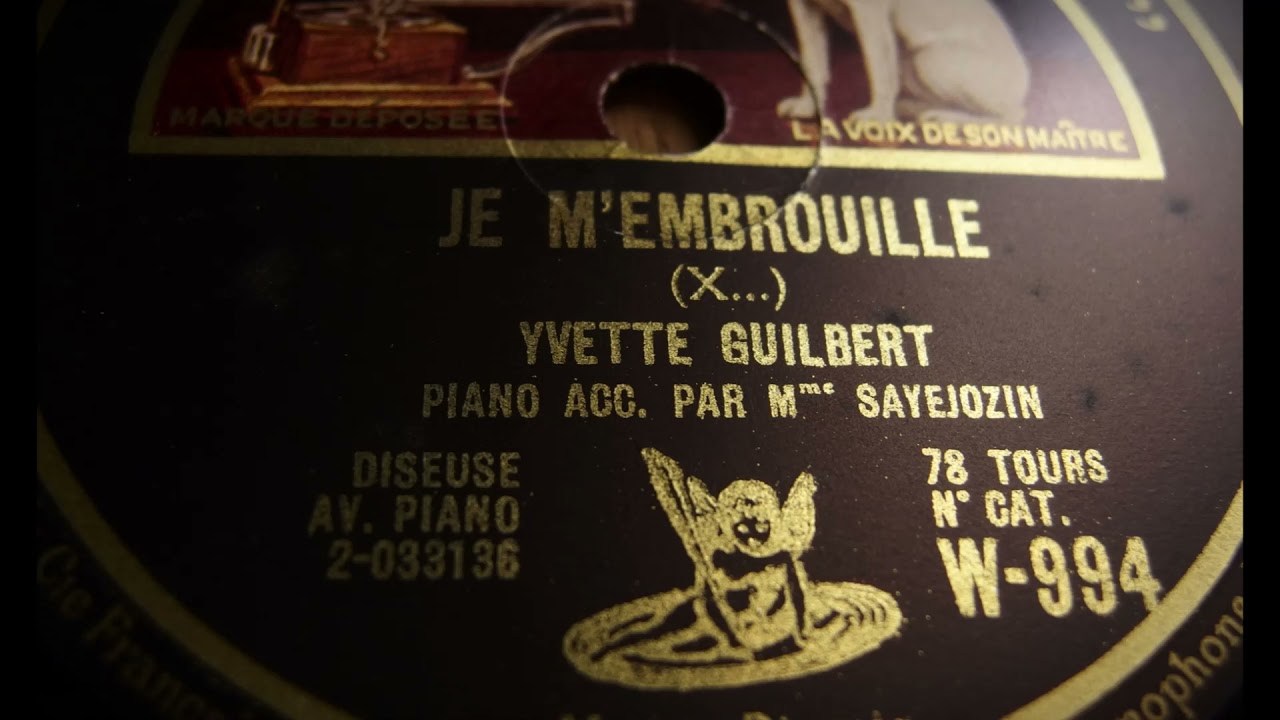 MARQUE DÉPOSÉE
LA VOIX DE SON MAÎTRE
JE M'EMBROUILLE
(X...)
YVETTE GUILBERT
PIANO ACC. PAR Mme SAYEJOZIN
DISEUSE
AV. PIANO
2-033136
78 TOURS
N° CAT.
W-994
Cie